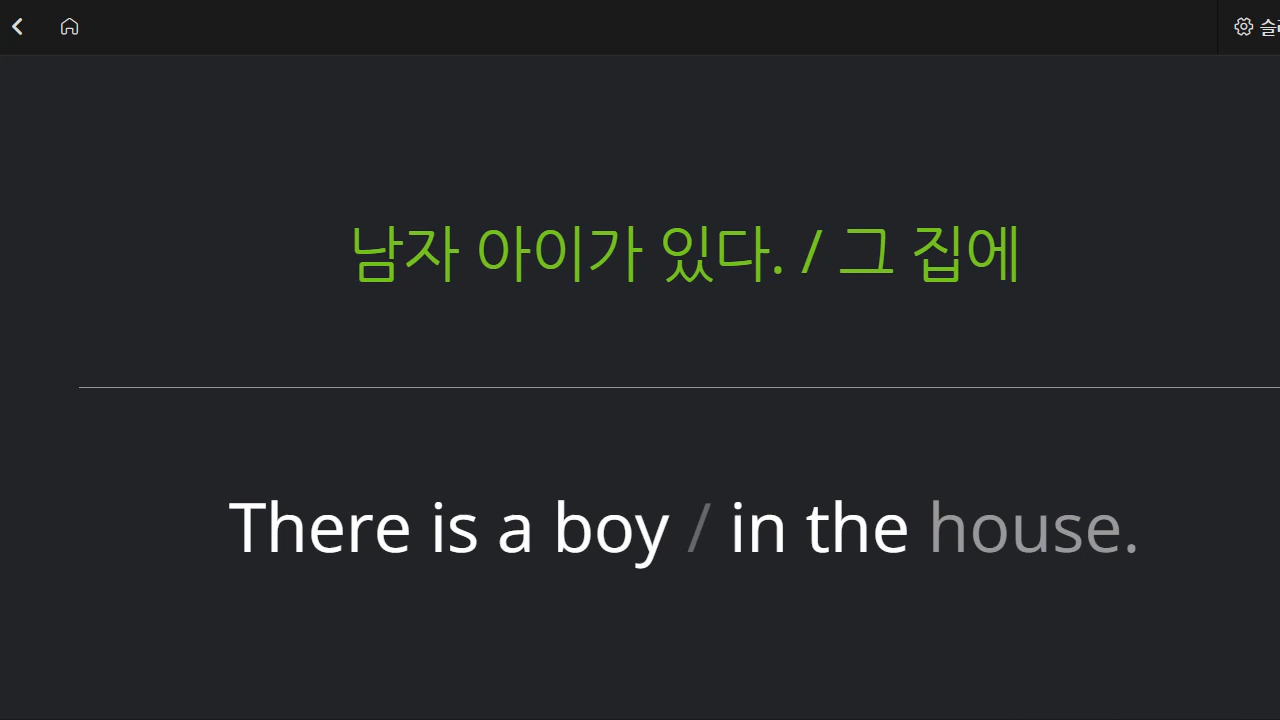 남자 아이가 있다. / 그 집에
There is a boy / in the house.